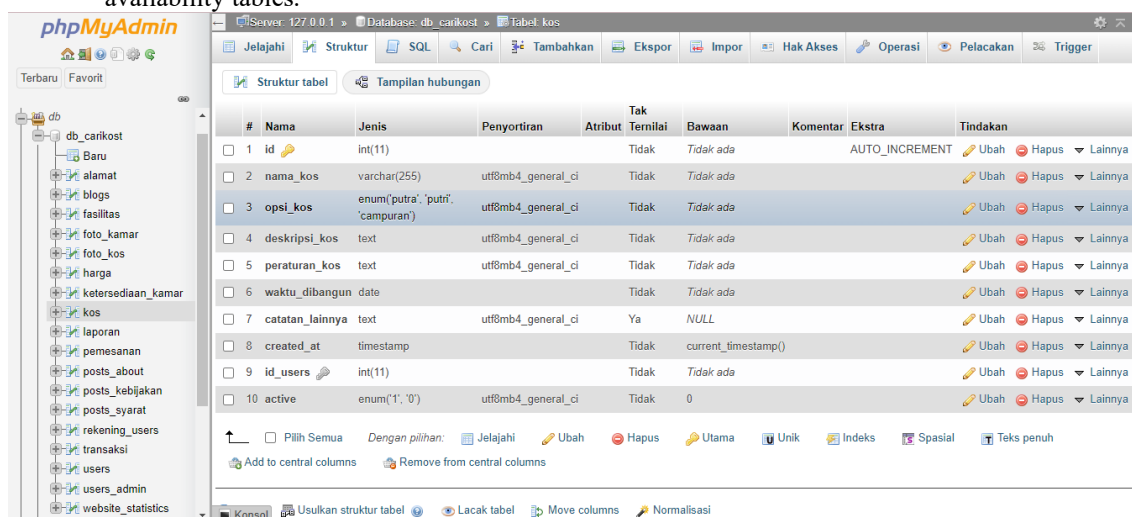 availability tables.
phpMyAdmin
Terbaru Favorit
db
db_carikost
Baru
alamat
blogs
fasilitas
foto_kamar
foto_kos
harga
ketersediaan_kamar
kos
laporan
pemesanan
posts_about
posts_kebijakan
posts_syarat
rekening_users
transaksi
users
users_admin
website_statistics
Server: 127.0.0.1 » Database: db_carikost » Tabel: kos
Jelajahi Struktur SQL Cari Tambahkan Ekspor Impor Hak Akses Operasi Pelacakan Trigger
Struktur tabel Tampilan hubungan
# Nama Jenis Penyortiran Atribut Tak Ternilai Bawaan Komentar Ekstra Tindakan
1 id int(11) Tidak Tidak ada AUTO_INCREMENT Ubah Hapus Lainnya
2 nama_kos varchar(255) utf8mb4_general_ci Tidak Tidak ada Ubah Hapus Lainnya
3 opsi_kos enum('putra', 'putri', 'campuran') utf8mb4_general_ci Tidak Tidak ada Ubah Hapus Lainnya
4 deskripsi_kos text utf8mb4_general_ci Tidak Tidak ada Ubah Hapus Lainnya
5 peraturan_kos text utf8mb4_general_ci Tidak Tidak ada Ubah Hapus Lainnya
6 waktu_dibangun date Tidak Tidak ada Ubah Hapus Lainnya
7 catatan_lainnya text utf8mb4_general_ci Ya NULL Ubah Hapus Lainnya
8 created_at timestamp Tidak current_timestamp() Ubah Hapus Lainnya
9 id_users int(11) Tidak Tidak ada Ubah Hapus Lainnya
10 active enum('1', '0') utf8mb4_general_ci Tidak 0 Ubah Hapus Lainnya
Pilih Semua Dengan pilihan: Jelajahi Ubah Hapus Utama Unik Indeks Spasial Teks penuh
Add to central columns Remove from central columns
Konsol Usulkan struktur tabel Lacak tabel Move columns Normalisasi